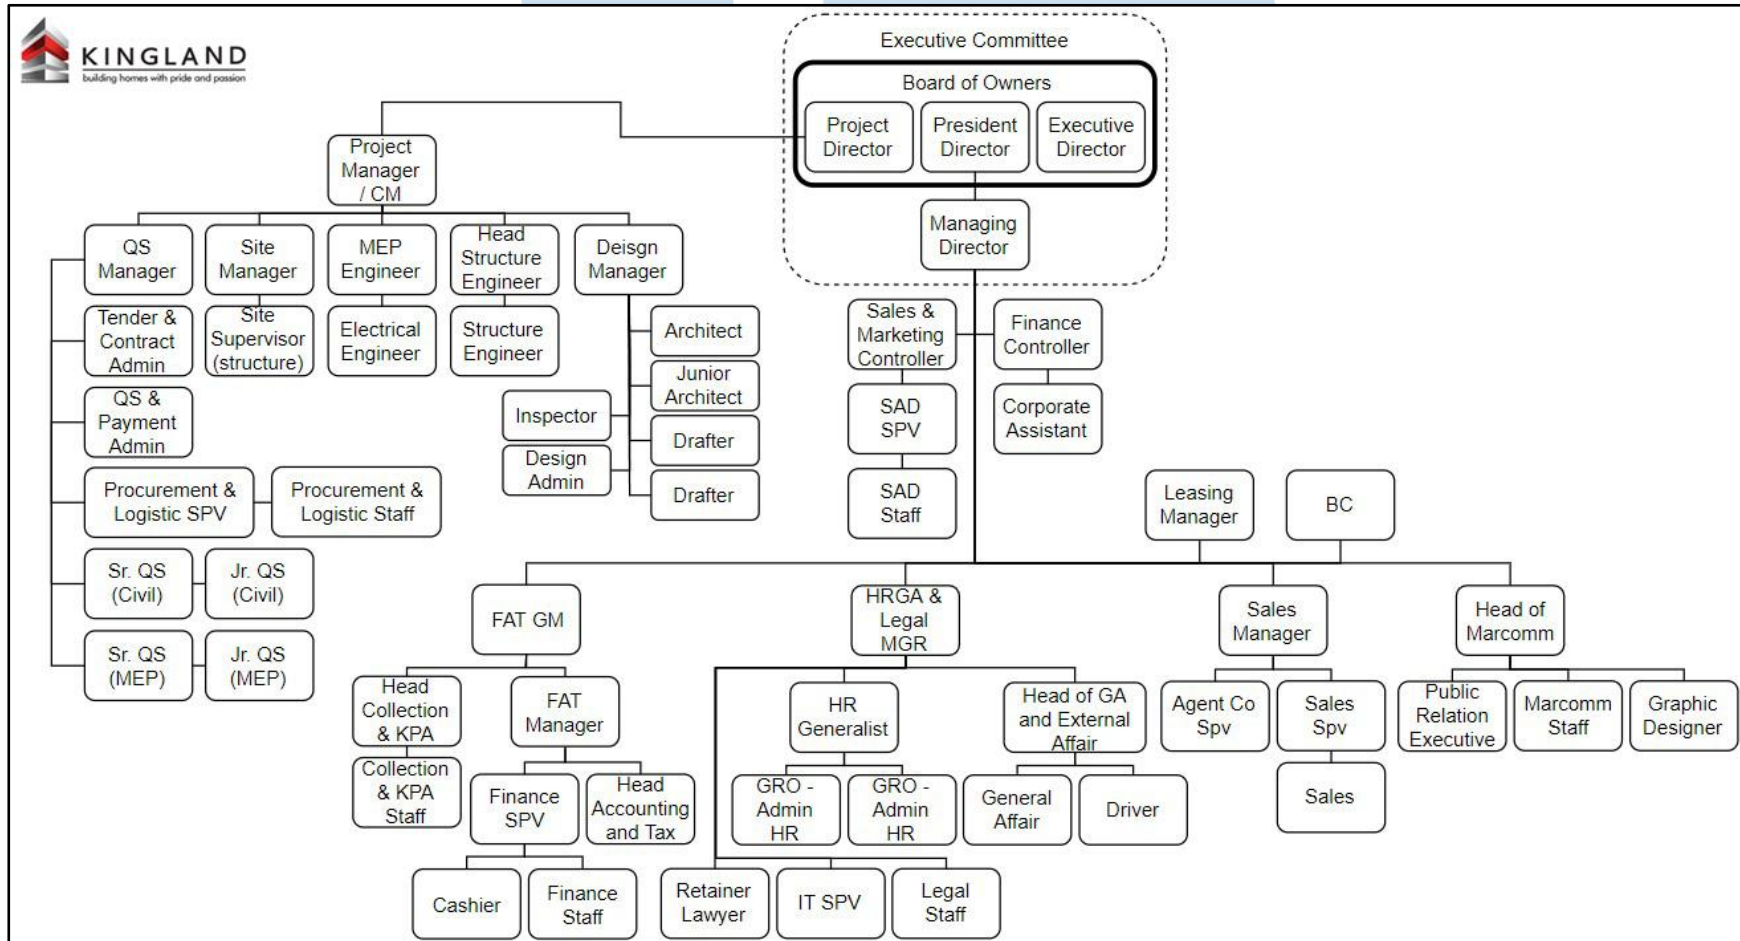 KINGLAND
building homes with pride and passion
Executive Committee
Board of Owners
Project
Director
President
Director
Executive
Director
Managing
Director
Project
Manager
/ CM
QS
Manager
Site
Manager
MEP
Engineer
Head
Structure
Engineer
Deisgn
Manager
Tender &
Contract
Admin
Site
Supervisor
(structure)
Electrical
Engineer
Structure
Engineer
Architect
Junior
Architect
Inspector
Drafter
Design
Admin
Drafter
QS &
Payment
Admin
Procurement &
Logistic SPV
Procurement &
Logistic Staff
Sr. QS
(Civil)
Jr. QS
(Civil)
Sr. QS
(MEP)
Jr. QS
(MEP)
Sales &
Marketing
Controller
Finance
Controller
SAD
SPV
Corporate
Assistant
SAD
Staff
Leasing
Manager
BC
FAT GM
HRGA &
Legal
MGR
Sales
Manager
Head of
Marcomm
Head
Collection
& KPA
FAT
Manager
HR
Generalist
Head of GA
and External
Affair
Agent Co
Spv
Sales
Spv
Public
Relation
Executive
Marcomm
Staff
Graphic
Designer
Collection
& KPA
Staff
Finance
SPV
Head
Accounting
and Tax
GRO -
Admin
HR
GRO -
Admin
HR
General
Affair
Driver
Sales
Cashier
Finance
Staff
Retainer
Lawyer
IT SPV
Legal
Staff